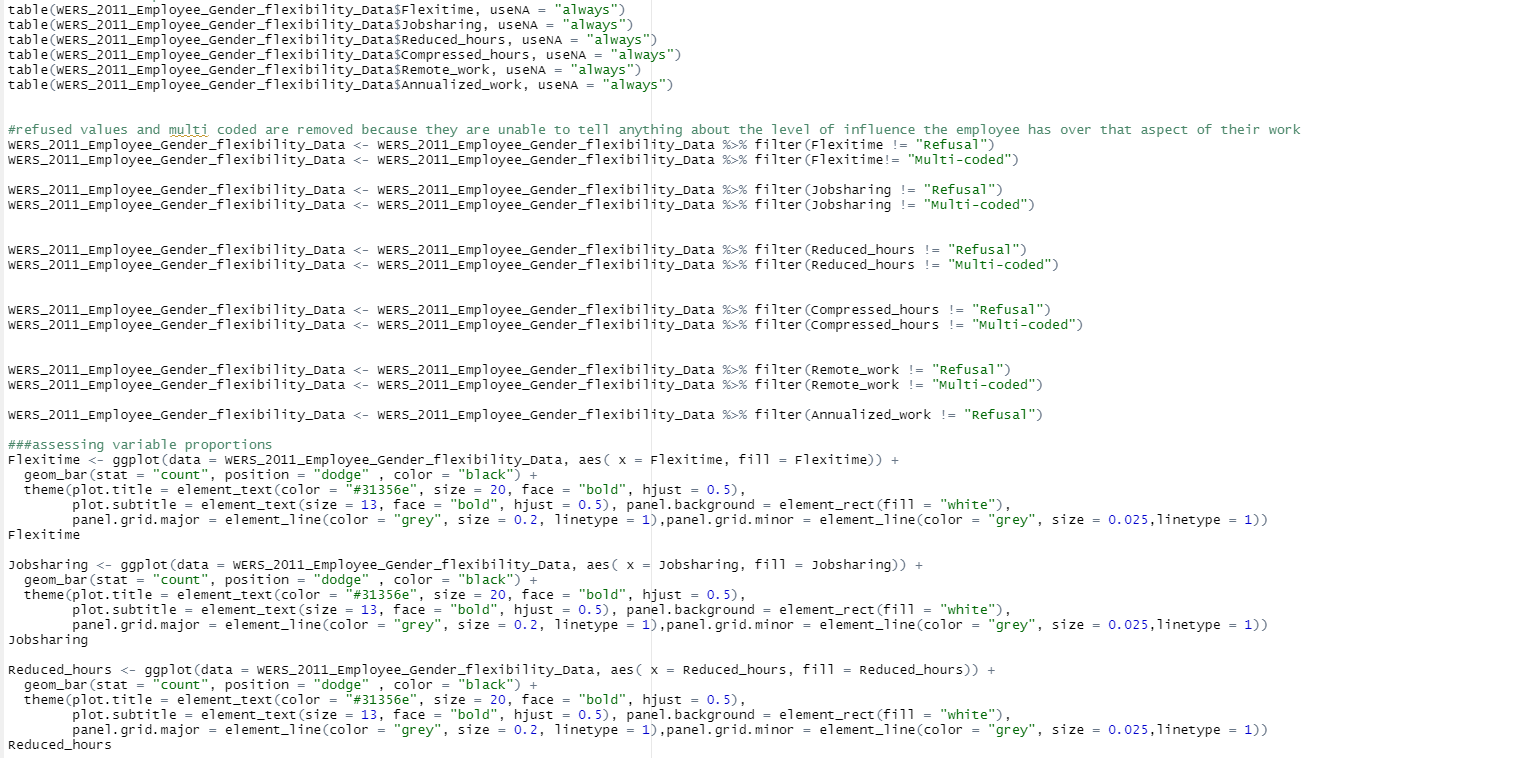 table(WERS_2011_Employee_Gender_flexibility_Data$Flexitime, useNA = "always")
table(WERS_2011_Employee_Gender_flexibility_Data$Jobsharing, useNA = "always")
table(WERS_2011_Employee_Gender_flexibility_Data$Reduced_hours, useNA = "always")
table(WERS_2011_Employee_Gender_flexibility_Data$Compressed_hours, useNA = "always")
table(WERS_2011_Employee_Gender_flexibility_Data$Remote_work, useNA = "always")
table(WERS_2011_Employee_Gender_flexibility_Data$Annualized_work, useNA = "always")
#refused values and multi coded are removed because they are unable to tell anything about the level of influence the employee has over that aspect of their work
WERS_2011_Employee_Gender_flexibility_Data <- WERS_2011_Employee_Gender_flexibility_Data %>% filter(Flexitime != "Refusal")
WERS_2011_Employee_Gender_flexibility_Data <- WERS_2011_Employee_Gender_flexibility_Data %>% filter(Flexitime!= "Multi-coded")
WERS_2011_Employee_Gender_flexibility_Data <- WERS_2011_Employee_Gender_flexibility_Data %>% filter(Jobsharing != "Refusal")
WERS_2011_Employee_Gender_flexibility_Data <- WERS_2011_Employee_Gender_flexibility_Data %>% filter(Jobsharing != "Multi-coded")
WERS_2011_Employee_Gender_flexibility_Data <- WERS_2011_Employee_Gender_flexibility_Data %>% filter(Reduced_hours != "Refusal")
WERS_2011_Employee_Gender_flexibility_Data <- WERS_2011_Employee_Gender_flexibility_Data %>% filter(Reduced_hours != "Multi-coded")
WERS_2011_Employee_Gender_flexibility_Data <- WERS_2011_Employee_Gender_flexibility_Data %>% filter(Compressed_hours != "Refusal")
WERS_2011_Employee_Gender_flexibility_Data <- WERS_2011_Employee_Gender_flexibility_Data %>% filter(Compressed_hours != "Multi-coded")
WERS_2011_Employee_Gender_flexibility_Data <- WERS_2011_Employee_Gender_flexibility_Data %>% filter(Remote_work != "Refusal")
WERS_2011_Employee_Gender_flexibility_Data <- WERS_2011_Employee_Gender_flexibility_Data %>% filter(Remote_work != "Multi-coded")
WERS_2011_Employee_Gender_flexibility_Data <- WERS_2011_Employee_Gender_flexibility_Data %>% filter(Annualized_work != "Refusal")
###assessing variable proportions
Flexitime <- ggplot(data = WERS_2011_Employee_Gender_flexibility_Data, aes( x = Flexitime, fill = Flexitime)) +
  geom_bar(stat = "count", position = "dodge" , color = "black") +
  theme(plot.title = element_text(color = "#31356e", size = 20, face = "bold", hjust = 0.5),
        plot.subtitle = element_text(size = 13, face = "bold", hjust = 0.5), panel.background = element_rect(fill = "white"),
        panel.grid.major = element_line(color = "grey", size = 0.2, linetype = 1),panel.grid.minor = element_line(color = "grey", size = 0.025,linetype = 1))
Flexitime
Jobsharing <- ggplot(data = WERS_2011_Employee_Gender_flexibility_Data, aes( x = Jobsharing, fill = Jobsharing)) +
  geom_bar(stat = "count", position = "dodge" , color = "black") +
  theme(plot.title = element_text(color = "#31356e", size = 20, face = "bold", hjust = 0.5),
        plot.subtitle = element_text(size = 13, face = "bold", hjust = 0.5), panel.background = element_rect(fill = "white"),
        panel.grid.major = element_line(color = "grey", size = 0.2, linetype = 1),panel.grid.minor = element_line(color = "grey", size = 0.025,linetype = 1))
Jobsharing
Reduced_hours <- ggplot(data = WERS_2011_Employee_Gender_flexibility_Data, aes( x = Reduced_hours, fill = Reduced_hours)) +
  geom_bar(stat = "count", position = "dodge" , color = "black") +
  theme(plot.title = element_text(color = "#31356e", size = 20, face = "bold", hjust = 0.5),
        plot.subtitle = element_text(size = 13, face = "bold", hjust = 0.5), panel.background = element_rect(fill = "white"),
        panel.grid.major = element_line(color = "grey", size = 0.2, linetype = 1),panel.grid.minor = element_line(color = "grey", size = 0.025,linetype = 1))
Reduced_hours